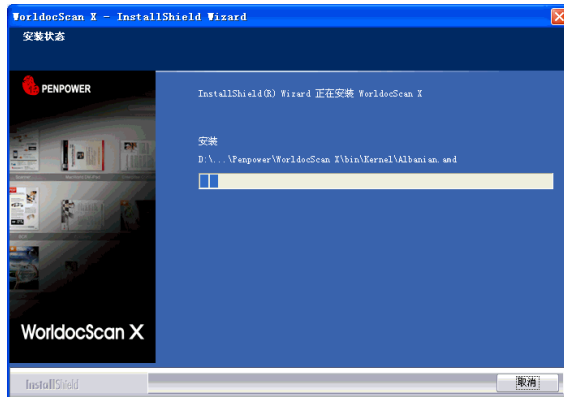 WorldocScan X - InstallShield Wizard
安装状态
PENPOWER
InstallShield(R) Wizard 正在安装 WorldocScan X
安装
D:\...\Penpower\WorldocScan X\bin\Kernel\Albanian.amd
WorldocScan X
InstallShield
取消